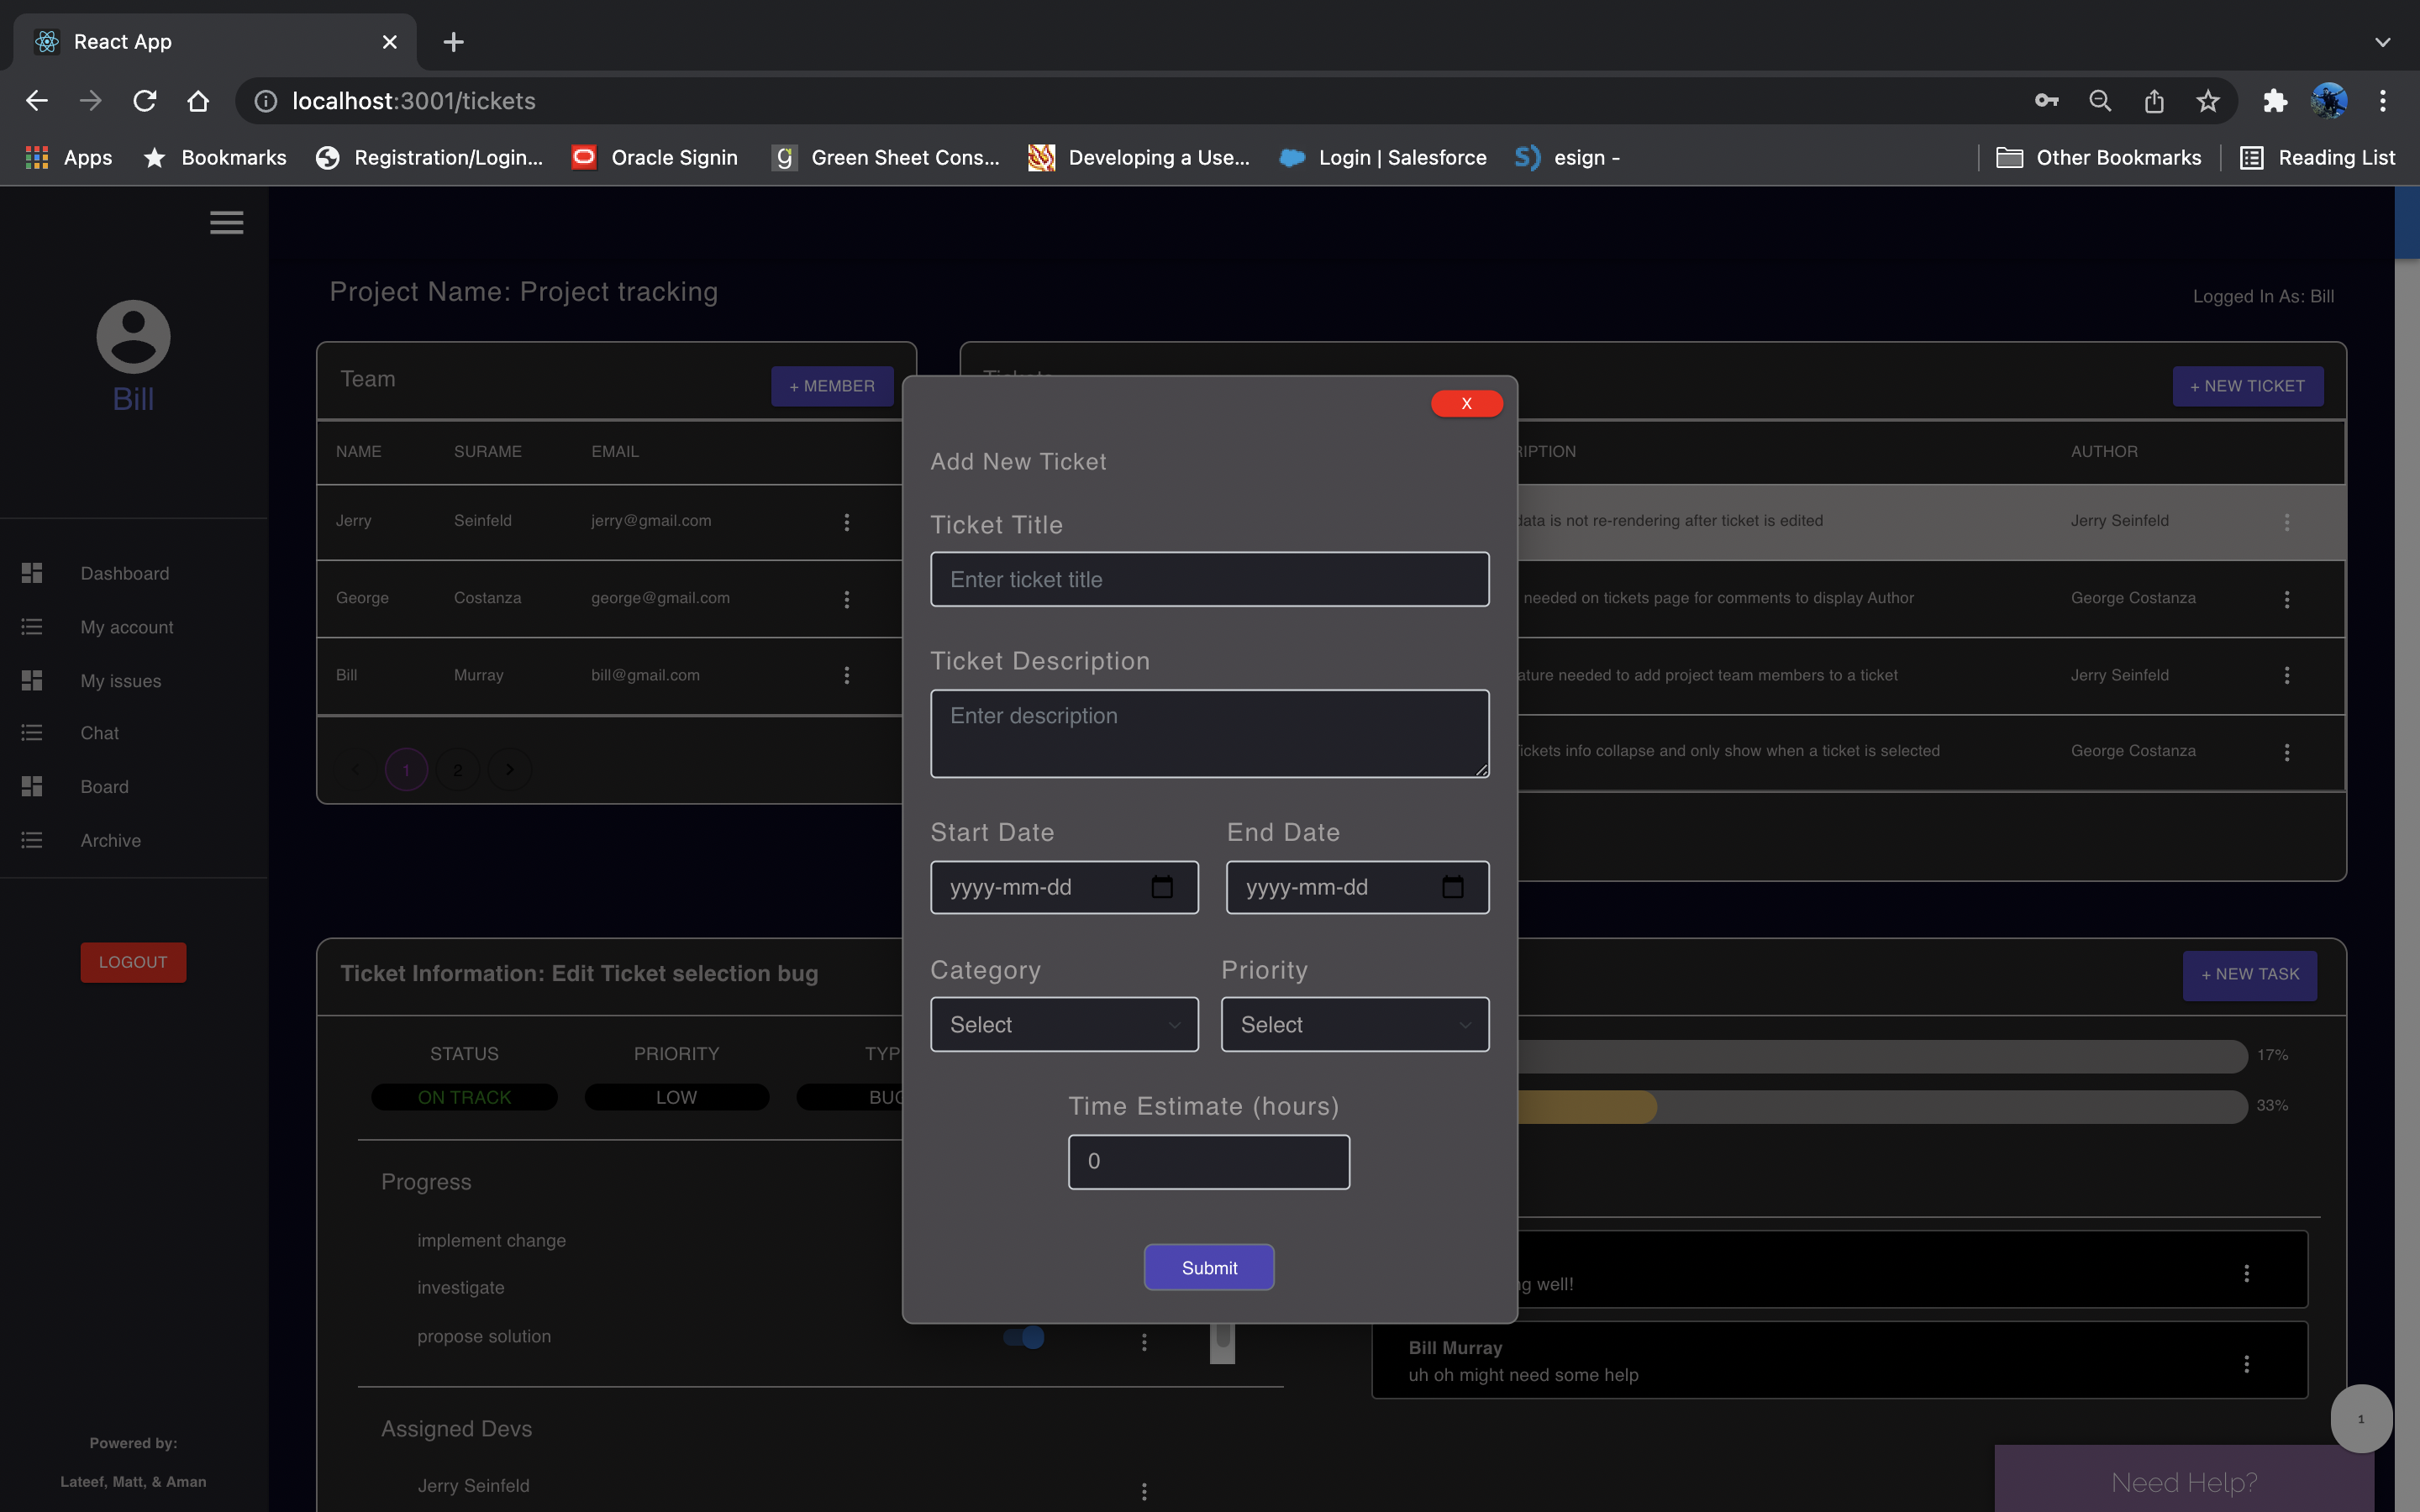 React App
localhost:3001/tickets
Apps
Bookmarks
Registration/Login...
Oracle Signin
Green Sheet Cons...
Developing a Use...
Login | Salesforce
esign -
Other Bookmarks
Reading List
Bill
Dashboard
My account
My issues
Chat
Board
Archive
LOGOUT
Powered by:
Lateef, Matt, & Aman
Project Name: Project tracking
Logged In As: Bill
Team
+ MEMBER
NAME SURAME EMAIL
Jerry Seinfeld jerry@gmail.com
George Costanza george@gmail.com
Bill Murray bill@gmail.com
1 2
+ NEW TICKET
RIPTION AUTHOR
data is not re-rendering after ticket is edited Jerry Seinfeld
needed on tickets page for comments to display Author George Costanza
ature needed to add project team members to a ticket Jerry Seinfeld
ickets info collapse and only show when a ticket is selected George Costanza
X
Add New Ticket
Ticket Title
Enter ticket title
Ticket Description
Enter description
Start Date End Date
yyyy-mm-dd yyyy-mm-dd
Category Priority
Select Select
Time Estimate (hours)
0
Submit
Ticket Information: Edit Ticket selection bug
STATUS PRIORITY TYP
ON TRACK LOW BUG
Progress
implement change
investigate
propose solution
Assigned Devs
Jerry Seinfeld
+ NEW TASK
17%
33%
ng well!
Bill Murray
uh oh might need some help
1
Need Help?